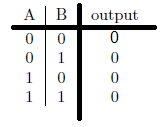 A B output
0 0 0
0 1 0
1 0 0
1 1 0